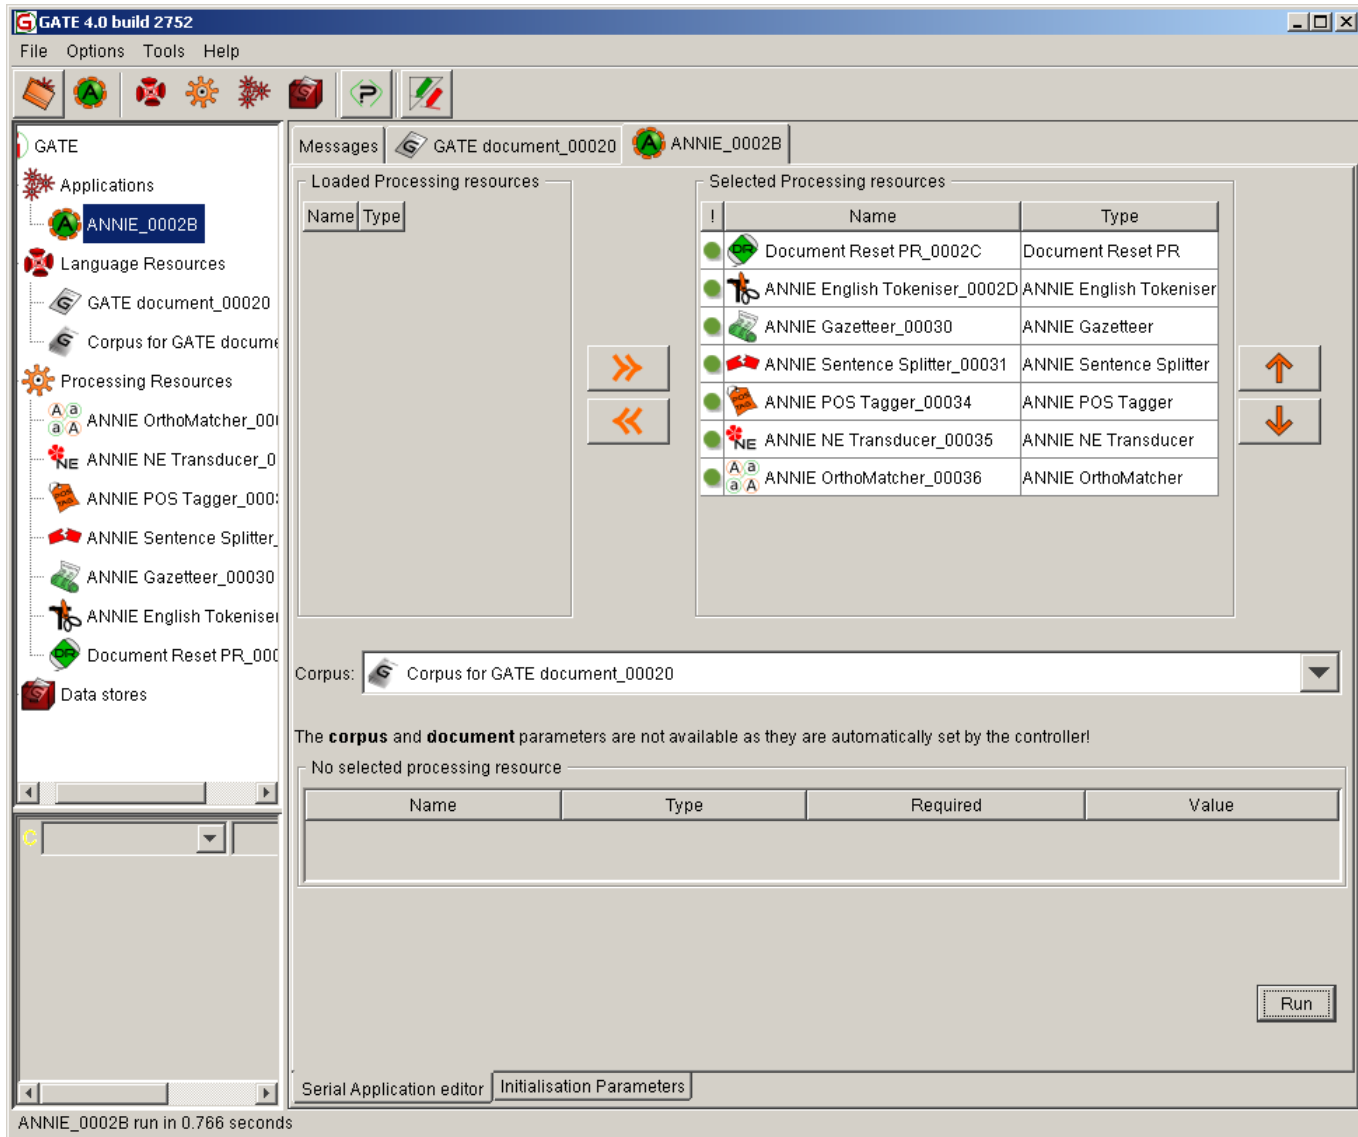 GATE 4.0 build 2752
File Options Tools Help
GATE
Applications
ANNIE_0002B
Language Resources
GATE document_00020
Corpus for GATE docume
Processing Resources
ANNIE OrthoMatcher_00
ANNIE NE Transducer_0
ANNIE POS Tagger_000
ANNIE Sentence Splitter_
ANNIE Gazetteer_00030
ANNIE English Tokeniser
Document Reset PR_000
Data stores
Messages GATE document_00020 ANNIE_0002B
Loaded Processing resources
Name Type
Selected Processing resources
! Name Type
Document Reset PR_0002C Document Reset PR
ANNIE English Tokeniser_0002D ANNIE English Tokeniser
ANNIE Gazetteer_00030 ANNIE Gazetteer
ANNIE Sentence Splitter_00031 ANNIE Sentence Splitter
ANNIE POS Tagger_00034 ANNIE POS Tagger
ANNIE NE Transducer_00035 ANNIE NE Transducer
ANNIE OrthoMatcher_00036 ANNIE OrthoMatcher
Corpus: Corpus for GATE document_00020
The corpus and document parameters are not available as they are automatically set by the controller!
No selected processing resource
Name Type Required Value
Run
Serial Application editor Initialisation Parameters
ANNIE_0002B run in 0.766 seconds